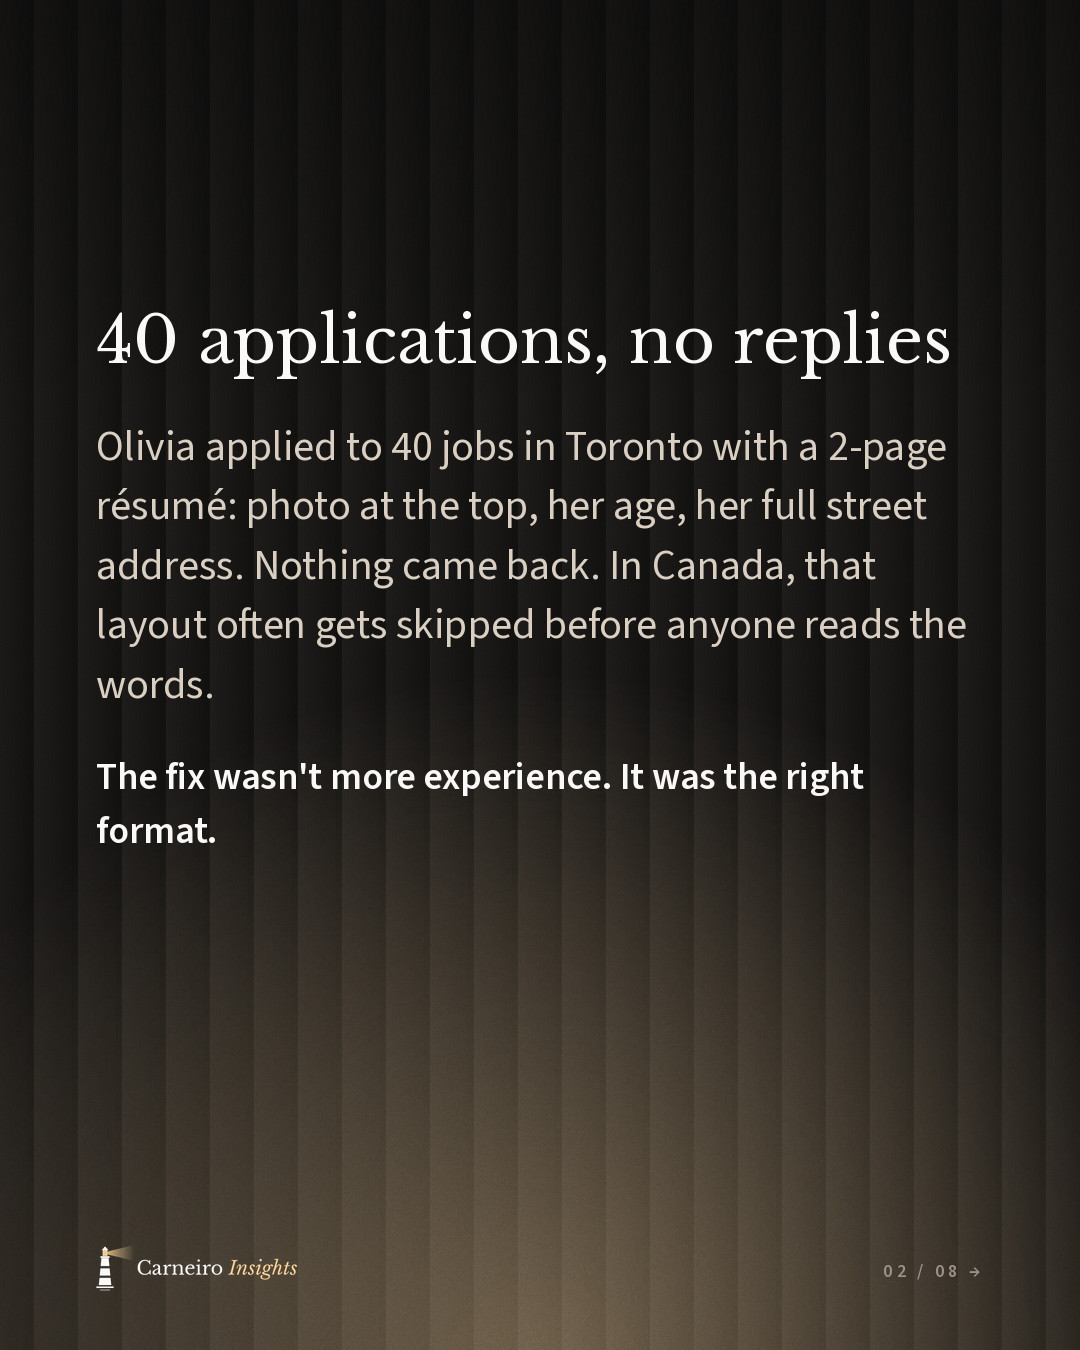 40 applications, no replies
Olivia applied to 40 jobs in Toronto with a 2-page
résumé: photo at the top, her age, her full street
address. Nothing came back. In Canada, that
layout often gets skipped before anyone reads the
words.
The fix wasn't more experience. It was the right
format.
Carneiro Insights
02 / 08 →